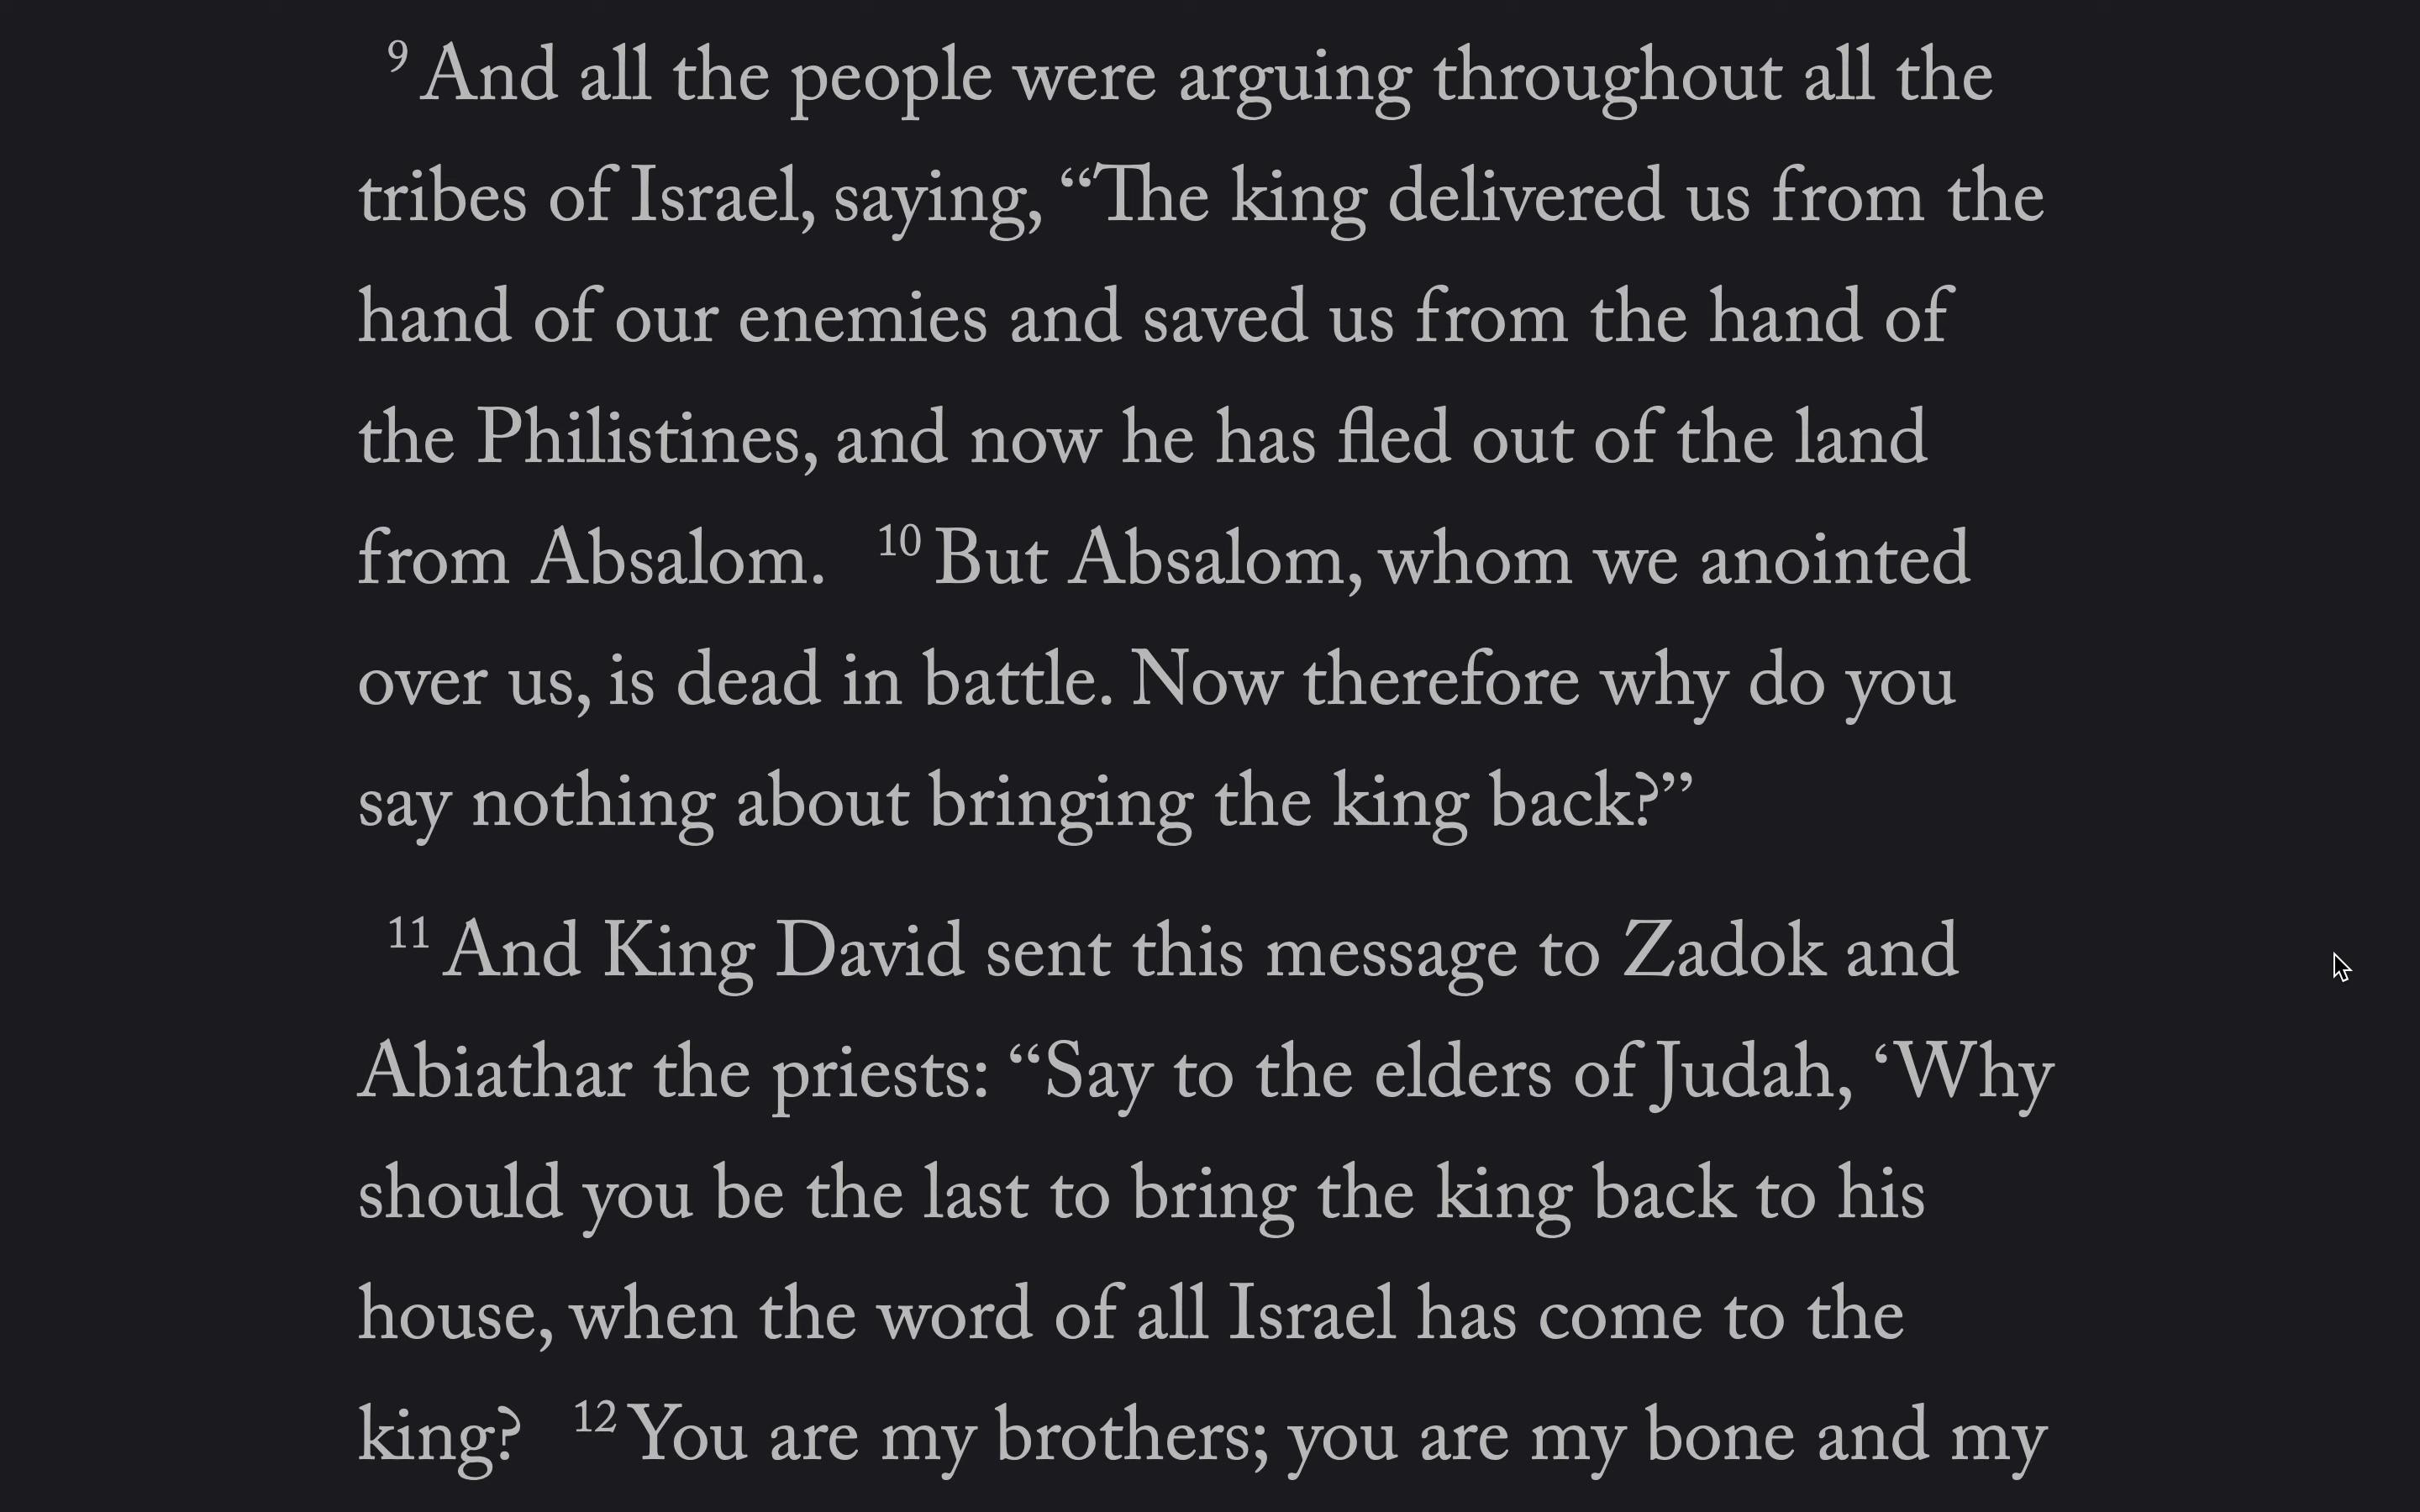 9 And all the people were arguing throughout all the
tribes of Israel, saying, “The king delivered us from the
hand of our enemies and saved us from the hand of
the Philistines, and now he has fled out of the land
from Absalom. 10 But Absalom, whom we anointed
over us, is dead in battle. Now therefore why do you
say nothing about bringing the king back?”
11 And King David sent this message to Zadok and
Abiathar the priests: “Say to the elders of Judah, ‘Why
should you be the last to bring the king back to his
house, when the word of all Israel has come to the
king? 12 You are my brothers; you are my bone and my